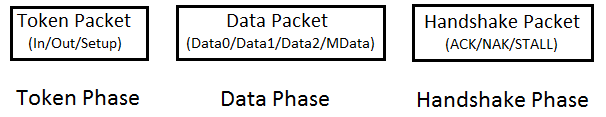 Token Packet
(In/Out/Setup)
Data Packet
(Data0/Data1/Data2/MData)
Handshake Packet
(ACK/NAK/STALL)
Token Phase
Data Phase
Handshake Phase